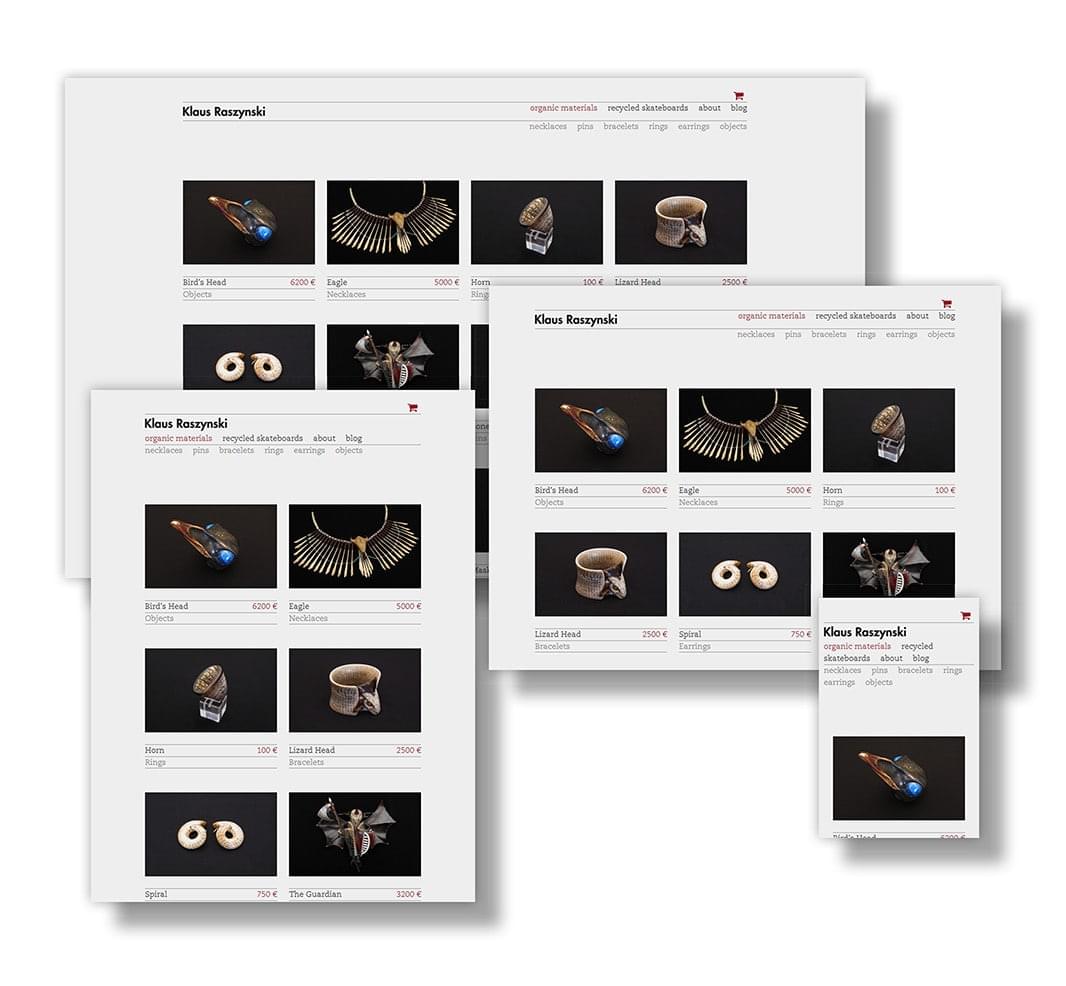 Klaus Raszynski
organic materials recycled skateboards about blog
necklaces pins bracelets rings earrings objects
Bird's Head 6200 € Eagle 5000 € Horn 100 € Lizard Head 2500 €
Objects Necklaces Rings
Klaus Raszynski
organic materials recycled skateboards about blog
necklaces pins bracelets rings earrings objects
Bird's Head 6200 € Eagle 5000 € Horn 100 €
Objects Necklaces Rings
Lizard Head 2500 € Spiral 750 €
Bracelets Earrings
Klaus Raszynski
organic materials recycled skateboards about blog
necklaces pins bracelets rings earrings objects
Bird's Head 6200 € Eagle 5000 €
Objects Necklaces
Horn 100 € Lizard Head 2500 €
Rings Bracelets
Spiral 750 € The Guardian 3200 €
Klaus Raszynski
organic materials recycled
skateboards about blog
necklaces pins bracelets rings
earrings objects
Bird's Head 6200 €